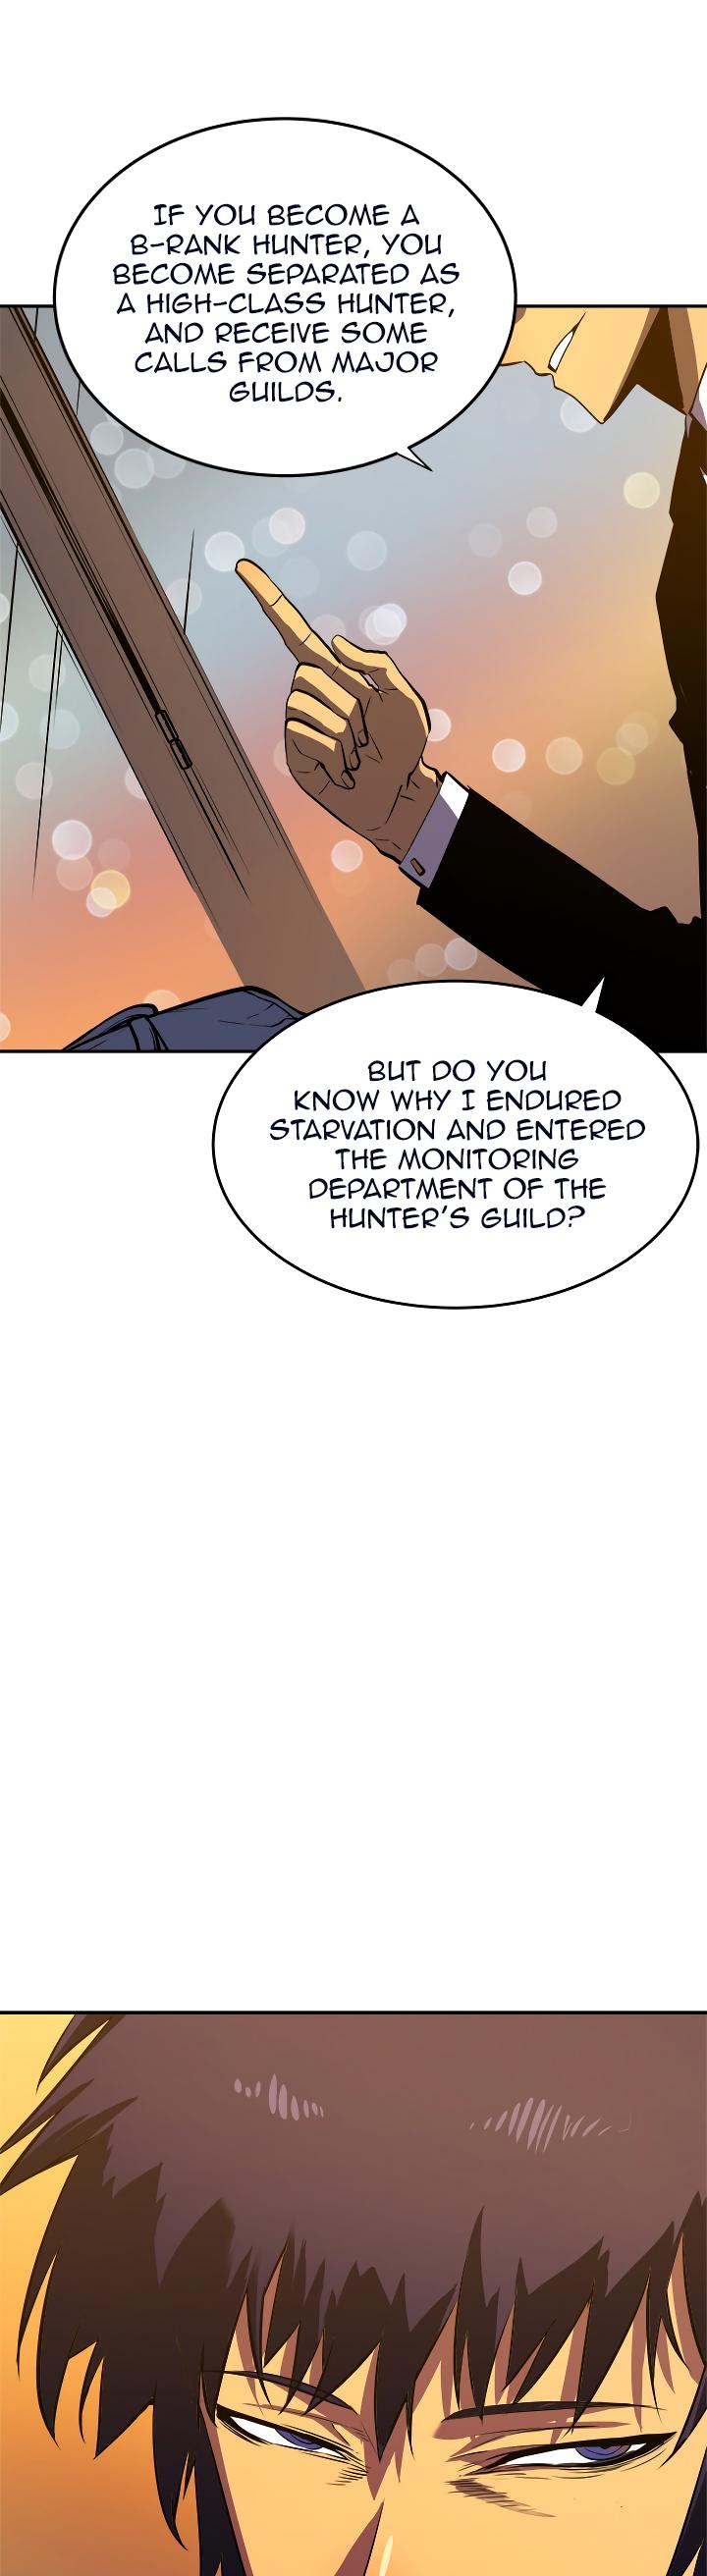 IF YOU BECOME A
B-RANK HUNTER, YOU
BECOME SEPARATED AS
A HIGH-CLASS HUNTER,
AND RECEIVE SOME
CALLS FROM MAJOR
GUILDS.
BUT DO YOU
KNOW WHY I ENDURED
STARVATION AND ENTERED
THE MONITORING
DEPARTMENT OF THE
HUNTER'S GUILD?